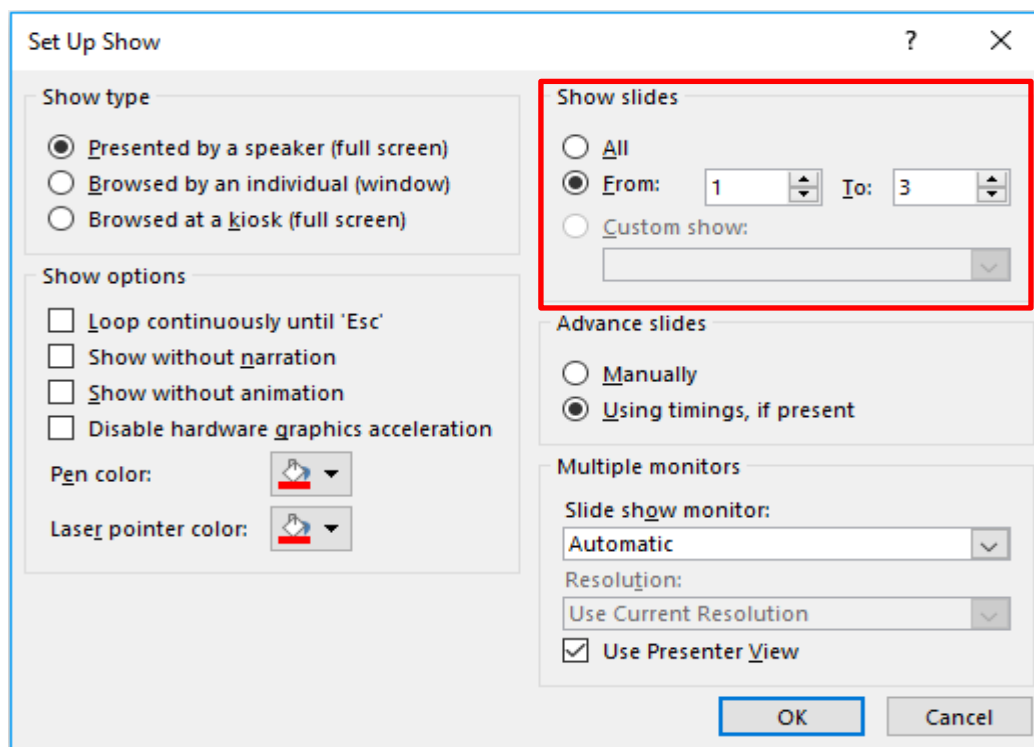 Set Up Show
?
Show type
Presented by a speaker (full screen)
Browsed by an individual (window)
Browsed at a kiosk (full screen)
Show options
Loop continuously until 'Esc'
Show without narration
Show without animation
Disable hardware graphics acceleration
Pen color:
Laser pointer color:
Show slides
All
From: 1 To: 3
Custom show:
Advance slides
Manually
Using timings, if present
Multiple monitors
Slide show monitor:
Automatic
Resolution:
Use Current Resolution
Use Presenter View
OK Cancel